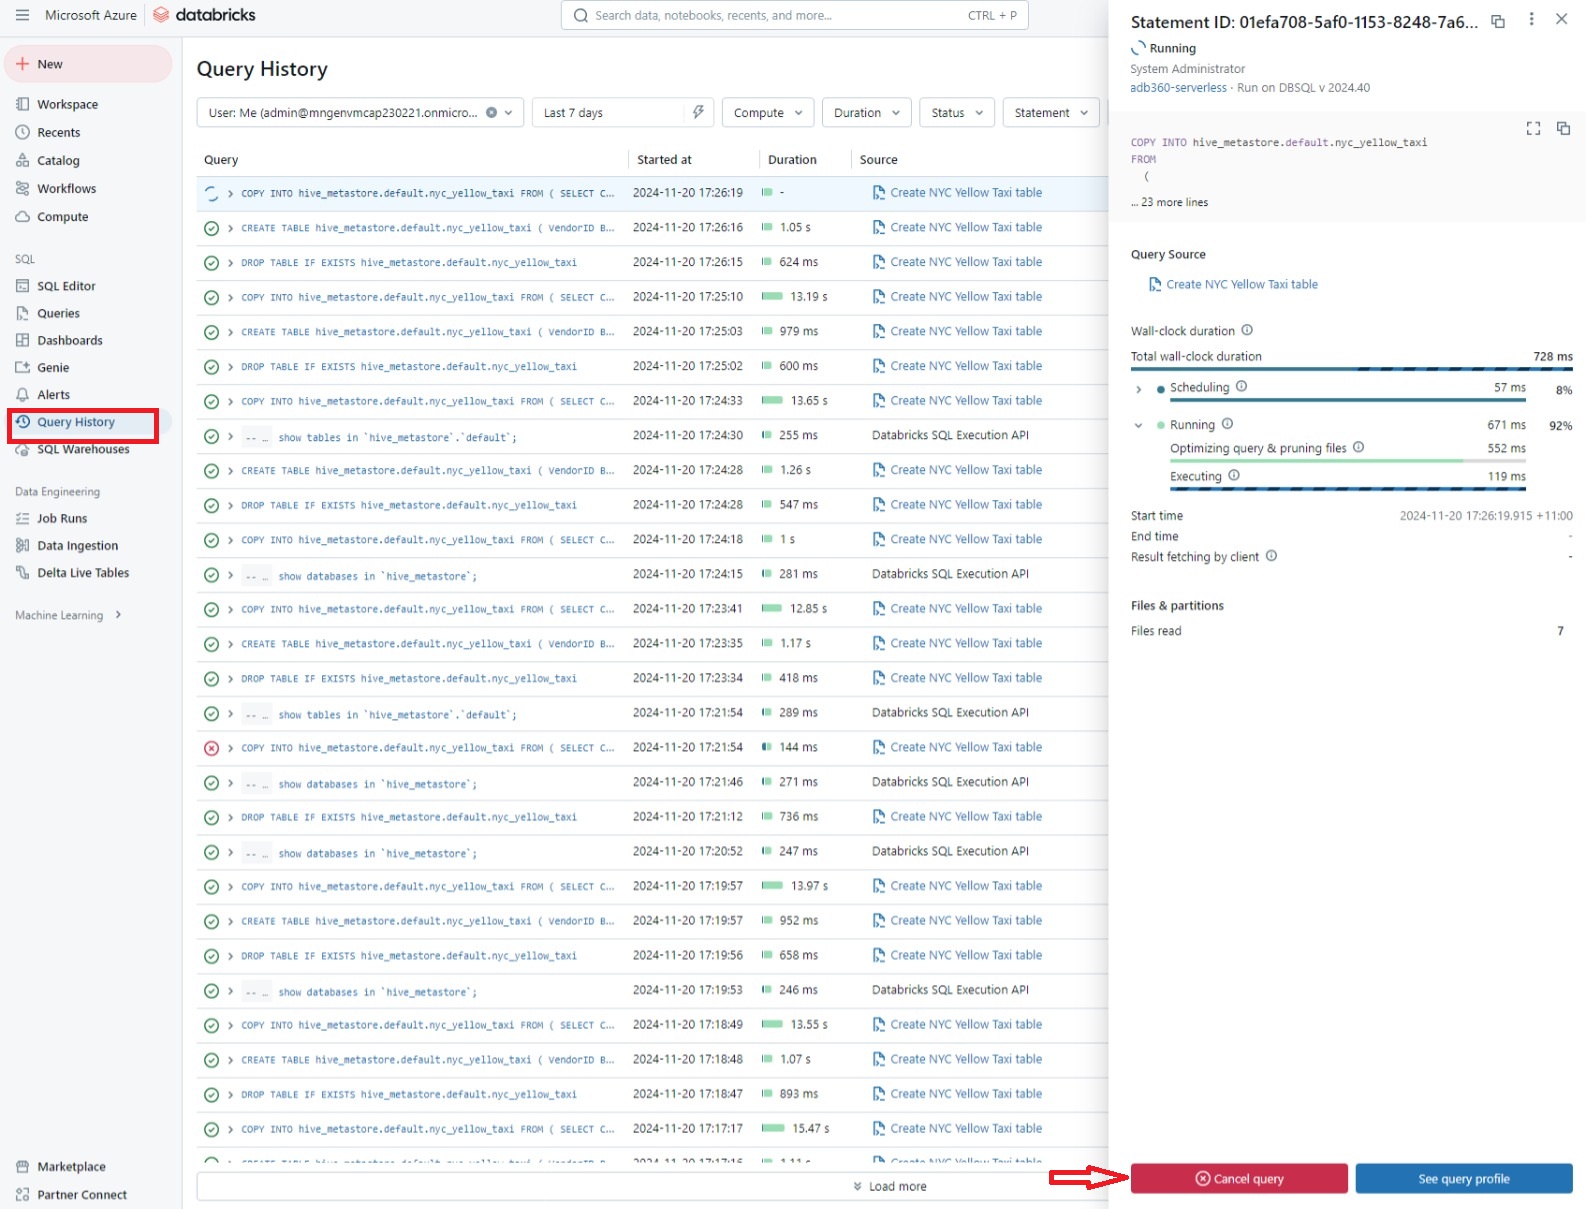 Microsoft Azure databricks
Search data, notebooks, recents, and more... CTRL + P
New
Workspace
Recents
Catalog
Workflows
Compute
SQL
SQL Editor
Queries
Dashboards
Genie
Alerts
Query History
SQL Warehouses
Data Engineering
Job Runs
Data Ingestion
Delta Live Tables
Machine Learning
Marketplace
Partner Connect
Query History
User: Me (admin@mngenvmcap230221.onmicro... Last 7 days Compute Duration Status Statement
Query Started at Duration Source
COPY INTO hive_metastore.default.nyc_yellow_taxi FROM ( SELECT C... 2024-11-20 17:26:19 - Create NYC Yellow Taxi table
CREATE TABLE hive_metastore.default.nyc_yellow_taxi ( VendorID B... 2024-11-20 17:26:16 1.05 s Create NYC Yellow Taxi table
DROP TABLE IF EXISTS hive_metastore.default.nyc_yellow_taxi 2024-11-20 17:26:15 624 ms Create NYC Yellow Taxi table
COPY INTO hive_metastore.default.nyc_yellow_taxi FROM ( SELECT C... 2024-11-20 17:25:10 13.19 s Create NYC Yellow Taxi table
CREATE TABLE hive_metastore.default.nyc_yellow_taxi ( VendorID B... 2024-11-20 17:25:03 979 ms Create NYC Yellow Taxi table
DROP TABLE IF EXISTS hive_metastore.default.nyc_yellow_taxi 2024-11-20 17:25:02 600 ms Create NYC Yellow Taxi table
COPY INTO hive_metastore.default.nyc_yellow_taxi FROM ( SELECT C... 2024-11-20 17:24:33 13.65 s Create NYC Yellow Taxi table
-- … show tables in `hive_metastore`.`default`; 2024-11-20 17:24:30 255 ms Databricks SQL Execution API
CREATE TABLE hive_metastore.default.nyc_yellow_taxi ( VendorID B... 2024-11-20 17:24:28 1.26 s Create NYC Yellow Taxi table
DROP TABLE IF EXISTS hive_metastore.default.nyc_yellow_taxi 2024-11-20 17:24:28 547 ms Create NYC Yellow Taxi table
COPY INTO hive_metastore.default.nyc_yellow_taxi FROM ( SELECT C... 2024-11-20 17:24:18 1 s Create NYC Yellow Taxi table
-- … show databases in `hive_metastore`; 2024-11-20 17:24:15 281 ms Databricks SQL Execution API
COPY INTO hive_metastore.default.nyc_yellow_taxi FROM ( SELECT C... 2024-11-20 17:23:41 12.85 s Create NYC Yellow Taxi table
CREATE TABLE hive_metastore.default.nyc_yellow_taxi ( VendorID B... 2024-11-20 17:23:35 1.17 s Create NYC Yellow Taxi table
DROP TABLE IF EXISTS hive_metastore.default.nyc_yellow_taxi 2024-11-20 17:23:34 418 ms Create NYC Yellow Taxi table
-- … show tables in `hive_metastore`.`default`; 2024-11-20 17:21:54 289 ms Databricks SQL Execution API
COPY INTO hive_metastore.default.nyc_yellow_taxi FROM ( SELECT C... 2024-11-20 17:21:54 144 ms Create NYC Yellow Taxi table
-- … show databases in `hive_metastore`; 2024-11-20 17:21:46 271 ms Databricks SQL Execution API
DROP TABLE IF EXISTS hive_metastore.default.nyc_yellow_taxi 2024-11-20 17:21:12 736 ms Create NYC Yellow Taxi table
-- … show databases in `hive_metastore`; 2024-11-20 17:20:52 247 ms Databricks SQL Execution API
COPY INTO hive_metastore.default.nyc_yellow_taxi FROM ( SELECT C... 2024-11-20 17:19:57 13.97 s Create NYC Yellow Taxi table
CREATE TABLE hive_metastore.default.nyc_yellow_taxi ( VendorID B... 2024-11-20 17:19:57 952 ms Create NYC Yellow Taxi table
DROP TABLE IF EXISTS hive_metastore.default.nyc_yellow_taxi 2024-11-20 17:19:56 658 ms Create NYC Yellow Taxi table
-- … show databases in `hive_metastore`; 2024-11-20 17:19:53 246 ms Databricks SQL Execution API
COPY INTO hive_metastore.default.nyc_yellow_taxi FROM ( SELECT C... 2024-11-20 17:18:49 13.55 s Create NYC Yellow Taxi table
CREATE TABLE hive_metastore.default.nyc_yellow_taxi ( VendorID B... 2024-11-20 17:18:48 1.07 s Create NYC Yellow Taxi table
DROP TABLE IF EXISTS hive_metastore.default.nyc_yellow_taxi 2024-11-20 17:18:47 893 ms Create NYC Yellow Taxi table
COPY INTO hive_metastore.default.nyc_yellow_taxi FROM ( SELECT C... 2024-11-20 17:17:17 15.47 s Create NYC Yellow Taxi table
Load more
Statement ID: 01efa708-5af0-1153-8248-7a6...
Running
System Administrator
adb360-serverless · Run on DBSQL v 2024.40
COPY INTO hive_metastore.default.nyc_yellow_taxi
FROM
(
... 23 more lines
Query Source
Create NYC Yellow Taxi table
Wall-clock duration
Total wall-clock duration 728 ms
Scheduling 57 ms 8%
Running 671 ms 92%
Optimizing query & pruning files 552 ms
Executing 119 ms
Start time 2024-11-20 17:26:19.915 +11:00
End time -
Result fetching by client -
Files & partitions
Files read 7
Cancel query See query profile